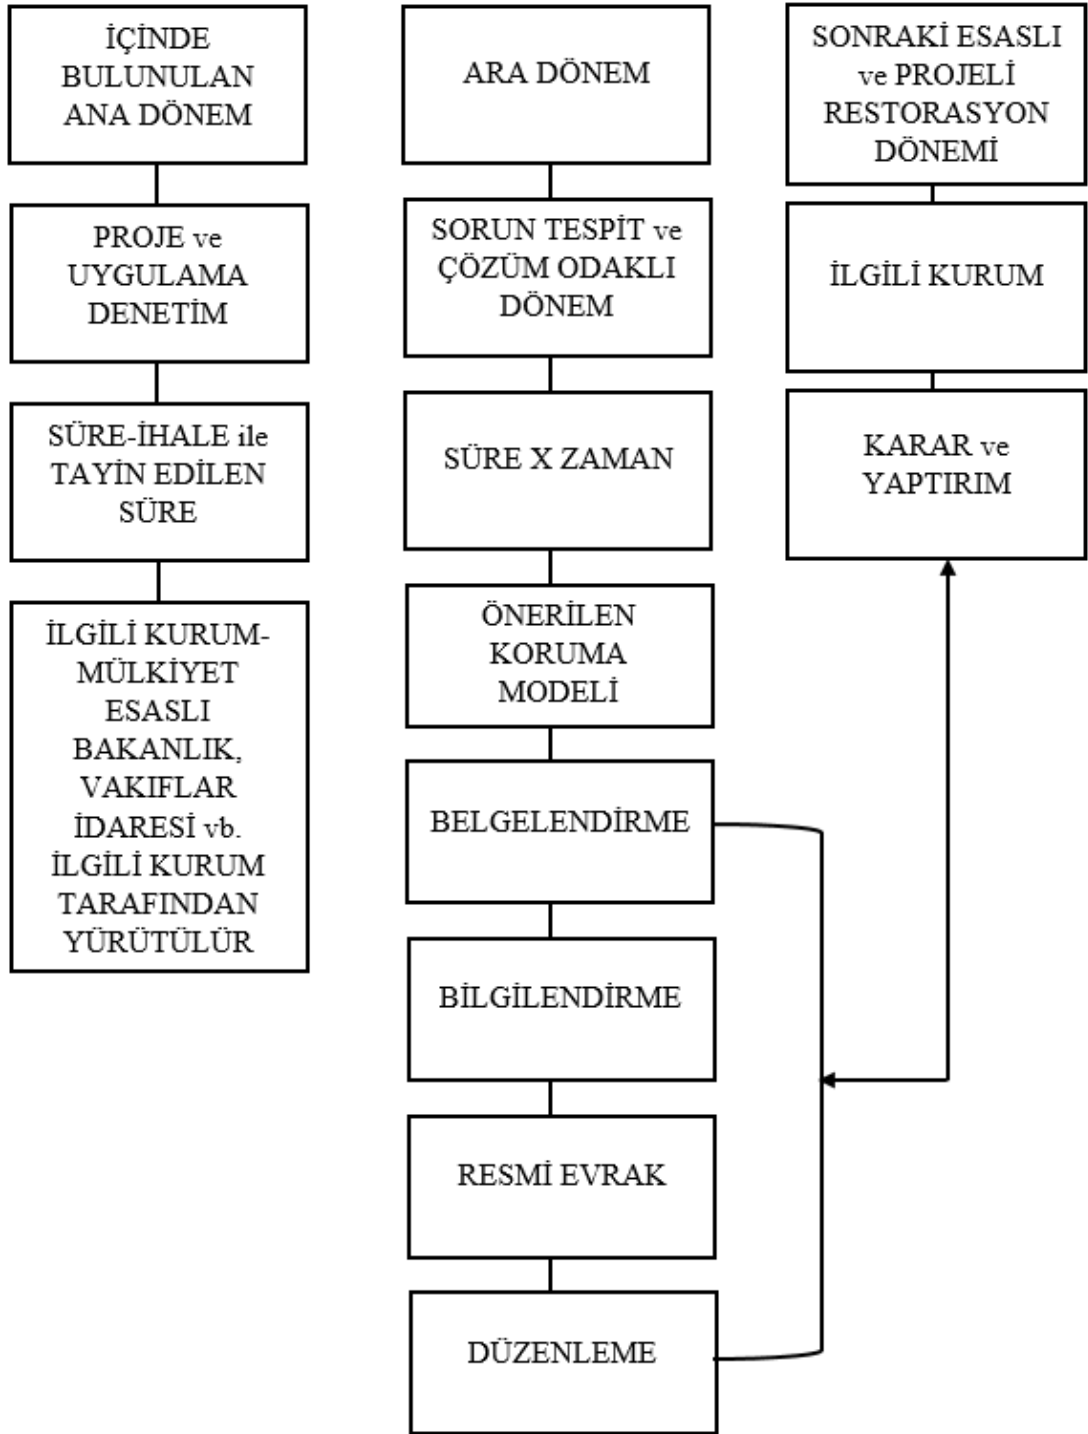 İÇİNDE
BULUNULAN
ANA DÖNEM
PROJE ve
UYGULAMA
DENETİM
SÜRE-İHALE ile
TAYİN EDİLEN
SÜRE
İLGİLİ KURUM-
MÜLKİYET
ESASLI
BAKANLIK,
VAKIFLAR
İDARESİ vb.
İLGİLİ KURUM
TARAFINDAN
YÜRÜTÜLÜR
ARA DÖNEM
SORUN TESPİT ve
ÇÖZÜM ODAKLI
DÖNEM
SÜRE X ZAMAN
ÖNERİLEN
KORUMA
MODELİ
BELGELENDİRME
BİLGİLENDİRME
RESMİ EVRAK
DÜZENLEME
SONRAKİ ESASLI
ve PROJELİ
RESTORASYON
DÖNEMİ
İLGİLİ KURUM
KARAR ve
YAPTIRIM